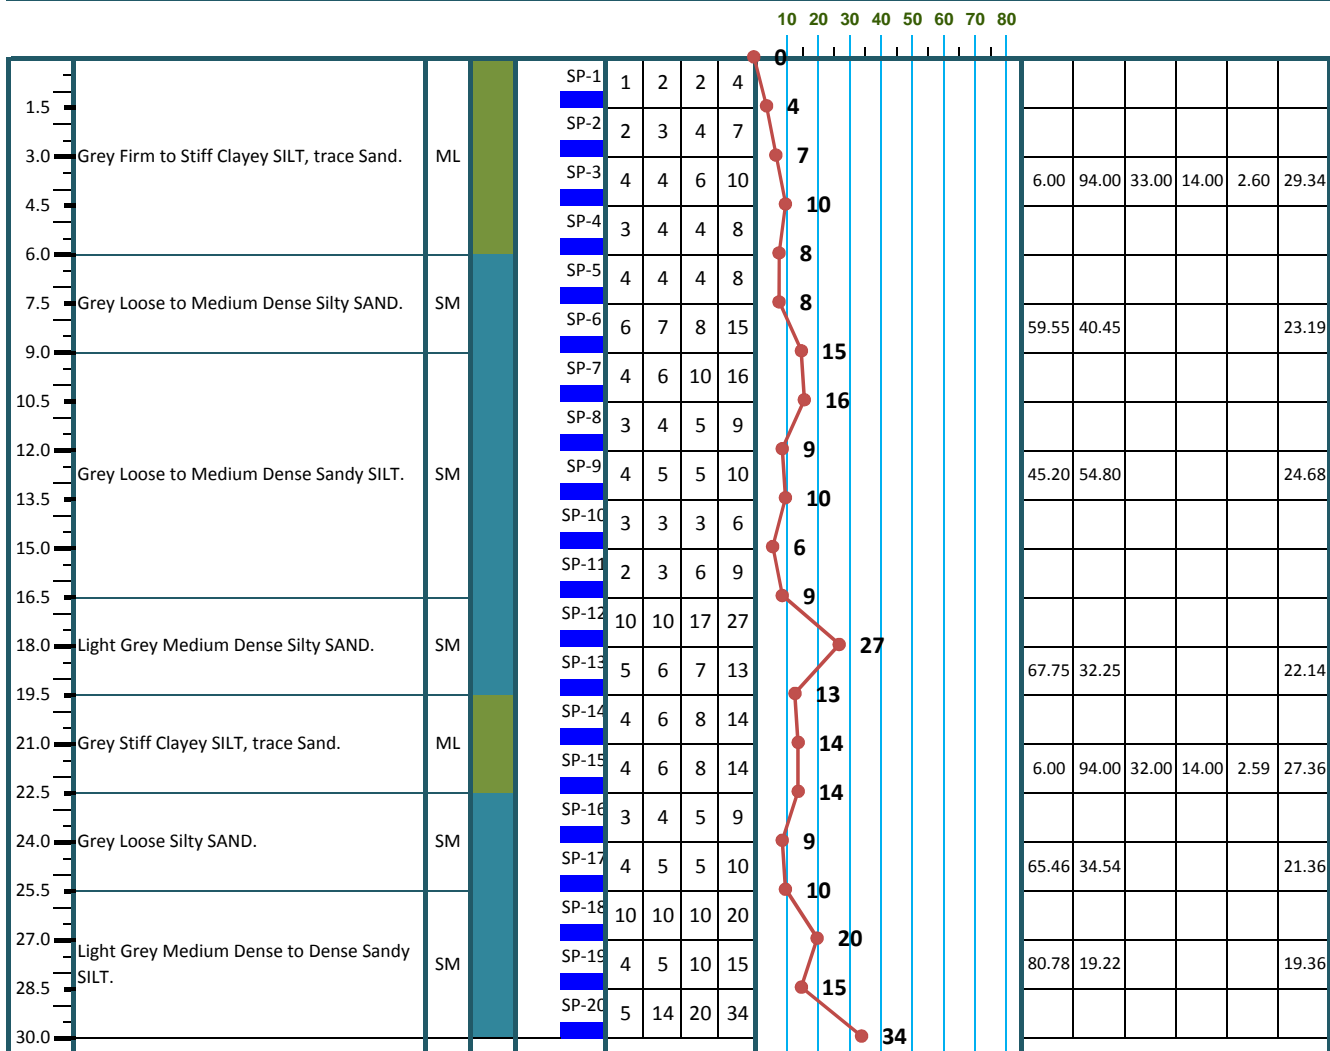 10 20 30 40 50 60 70 80
0
SP-1 1 2 2 4
1.5 4
SP-2 2 3 4 7
3.0 Grey Firm to Stiff Clayey SILT, trace Sand. ML 7
SP-3 4 4 6 10 6.00 94.00 33.00 14.00 2.60 29.34
4.5 10
SP-4 3 4 4 8
6.0 8
SP-5 4 4 4 8
7.5 Grey Loose to Medium Dense Silty SAND. SM 8
SP-6 6 7 8 15 59.55 40.45 23.19
9.0 15
SP-7 4 6 10 16
10.5 16
SP-8 3 4 5 9
12.0 9
Grey Loose to Medium Dense Sandy SILT. SM SP-9 4 5 5 10 45.20 54.80 24.68
13.5 10
SP-10 3 3 3 6
15.0 6
SP-11 2 3 6 9
16.5 9
SP-12 10 10 17 27
18.0 Light Grey Medium Dense Silty SAND. SM 27
SP-13 5 6 7 13 67.75 32.25 22.14
19.5 13
SP-14 4 6 8 14
21.0 Grey Stiff Clayey SILT, trace Sand. ML 14
SP-15 4 6 8 14 6.00 94.00 32.00 14.00 2.59 27.36
22.5 14
SP-16 3 4 5 9
24.0 Grey Loose Silty SAND. SM 9
SP-17 4 5 5 10 65.46 34.54 21.36
25.5 10
SP-18 10 10 10 20
27.0 20
Light Grey Medium Dense to Dense Sandy
SILT. SM SP-19 4 5 10 15 80.78 19.22 19.36
28.5 15
SP-20 5 14 20 34
30.0 34